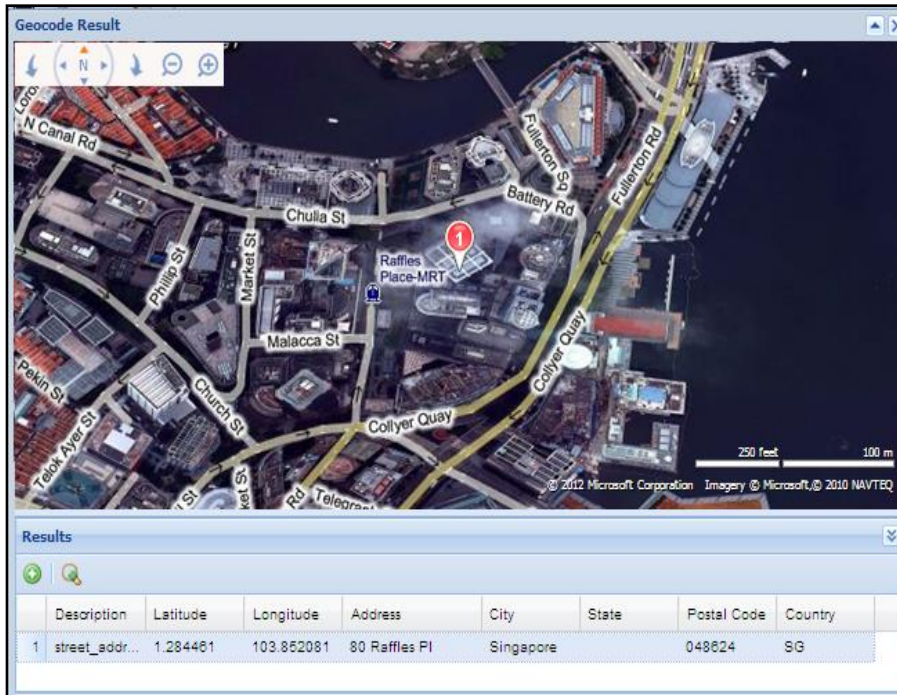 Geocode Result
N
N Canal Rd
Fullerton Sq
Fullerton Rd
Battery Rd
Chulia St
Phillip St
Market St
1
Raffles
Place-MRT
Malacca St
Collyer Quay
Pekin St
Church St
Telok Ayer St
Collyer Quay
250 feet
100 m
© 2012 Microsoft Corporation Imagery © Microsoft,© 2010 NAVTEQ
Results
Description Latitude Longitude Address City State Postal Code Country
1 street_addr... 1.284461 103.852081 80 Raffles Pl Singapore 048624 SG